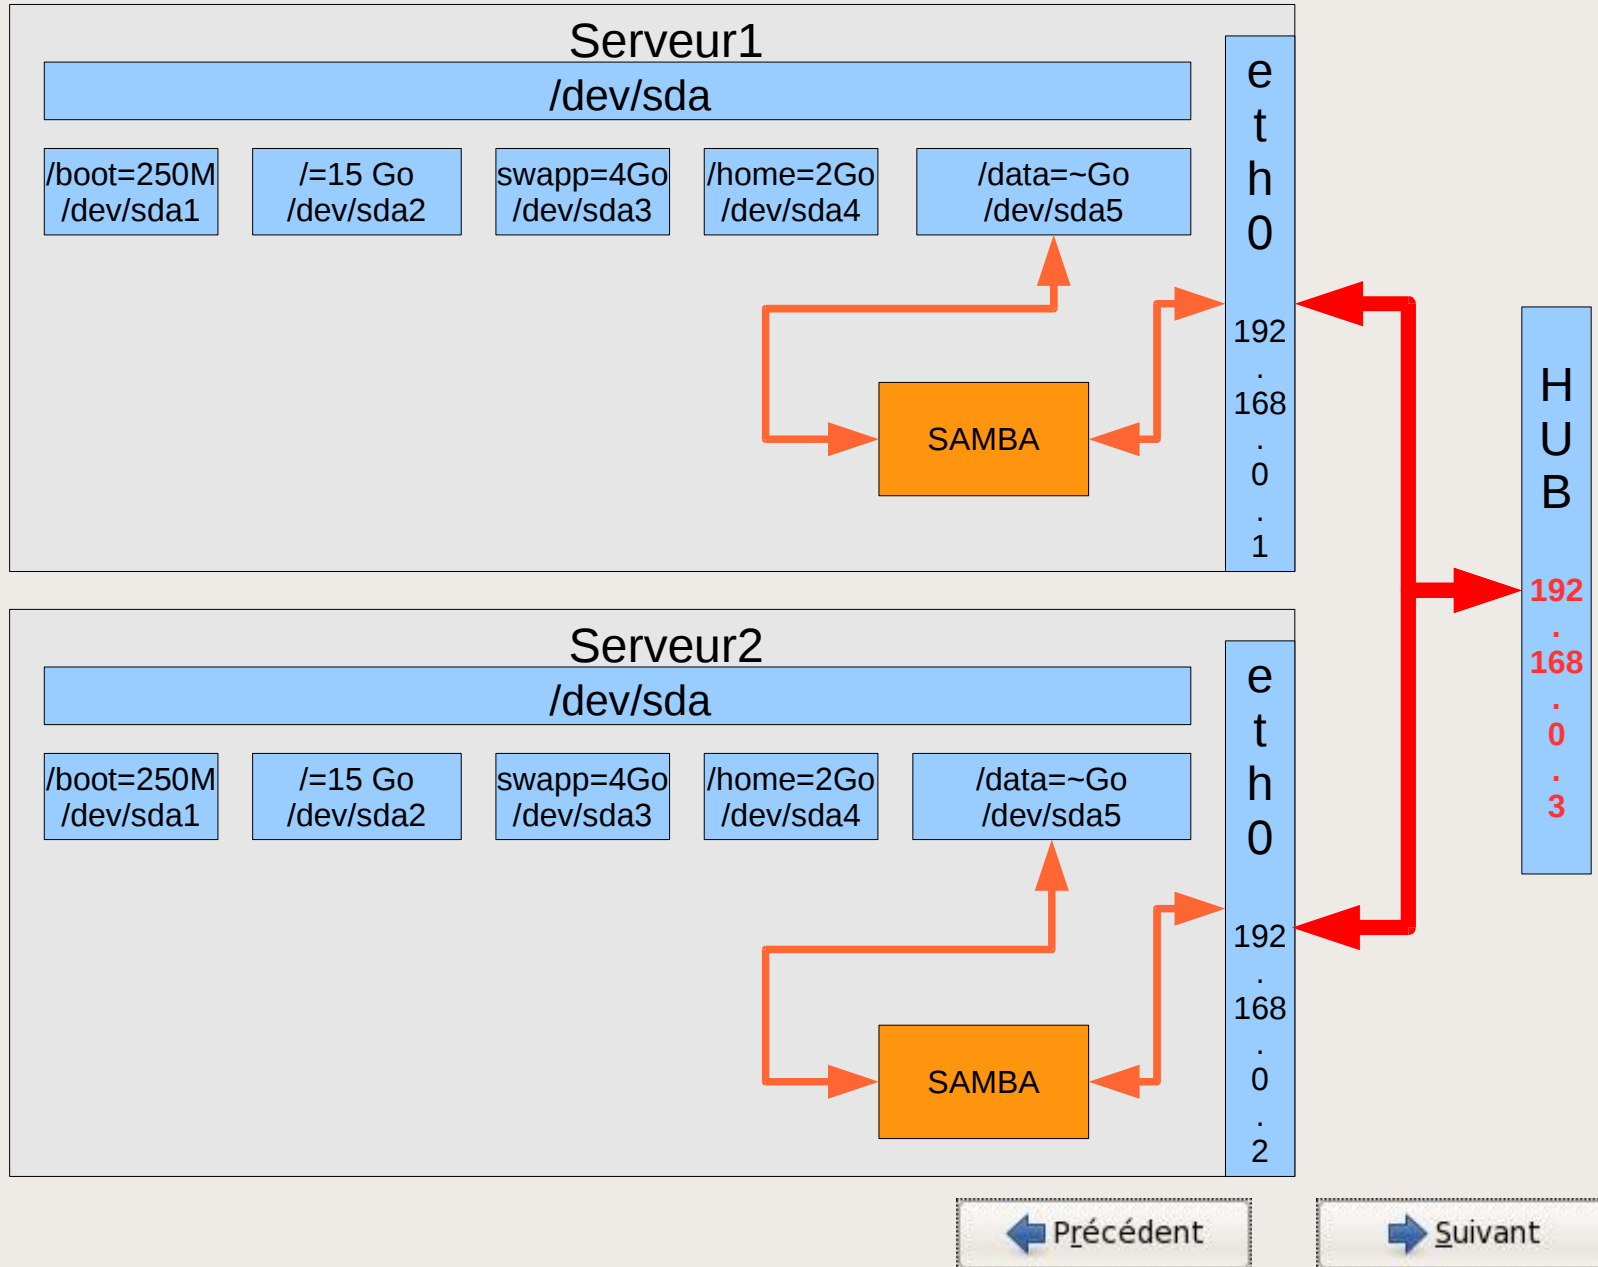 Serveur1
/dev/sda
/boot=250M
/dev/sda1
/=15 Go
/dev/sda2
swapp=4Go
/dev/sda3
/home=2Go
/dev/sda4
/data=~Go
/dev/sda5
SAMBA
e
t
h
0
192
.
168
.
0
.
1
H
U
B
192
.
168
.
0
.
3
Serveur2
/dev/sda
/boot=250M
/dev/sda1
/=15 Go
/dev/sda2
swapp=4Go
/dev/sda3
/home=2Go
/dev/sda4
/data=~Go
/dev/sda5
SAMBA
e
t
h
0
192
.
168
.
0
.
2
Précédent
Suivant